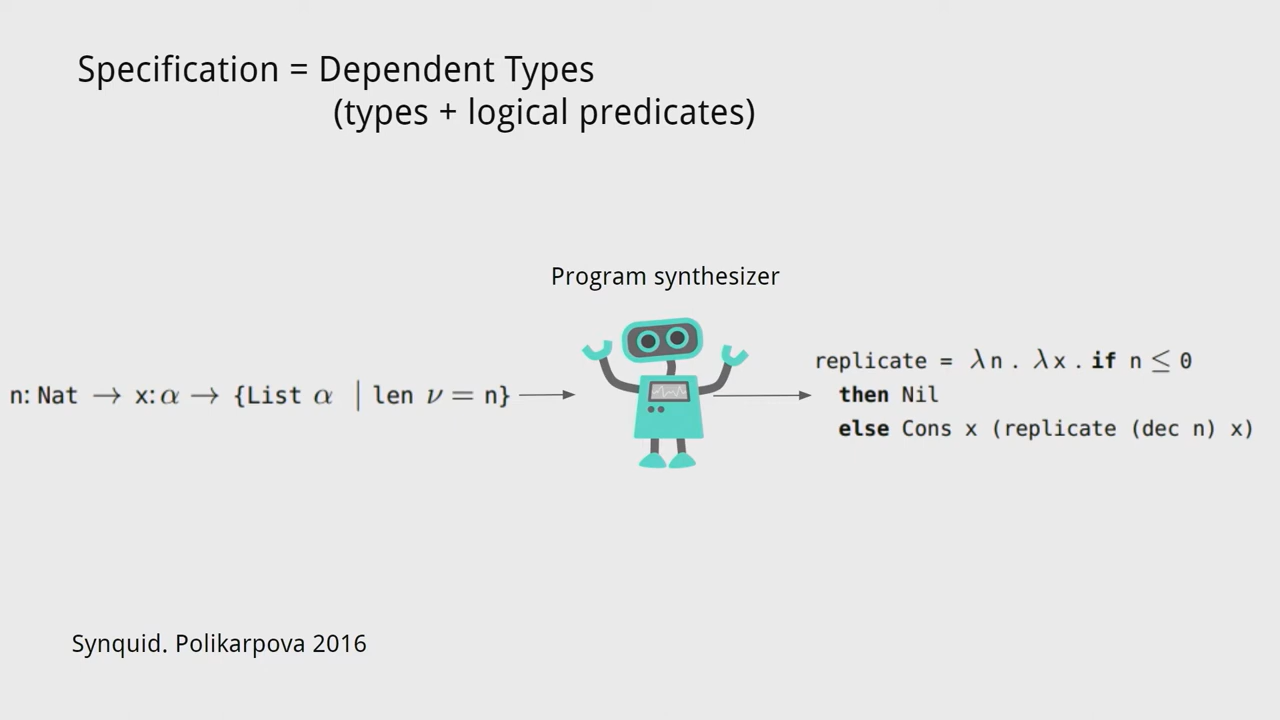 Specification = Dependent Types
(types + logical predicates)
Program synthesizer
n: Nat → x: α → {List α | len ν = n}
replicate = λn . λx . if n ≤ 0
then Nil
else Cons x (replicate (dec n) x)
Synquid. Polikarpova 2016